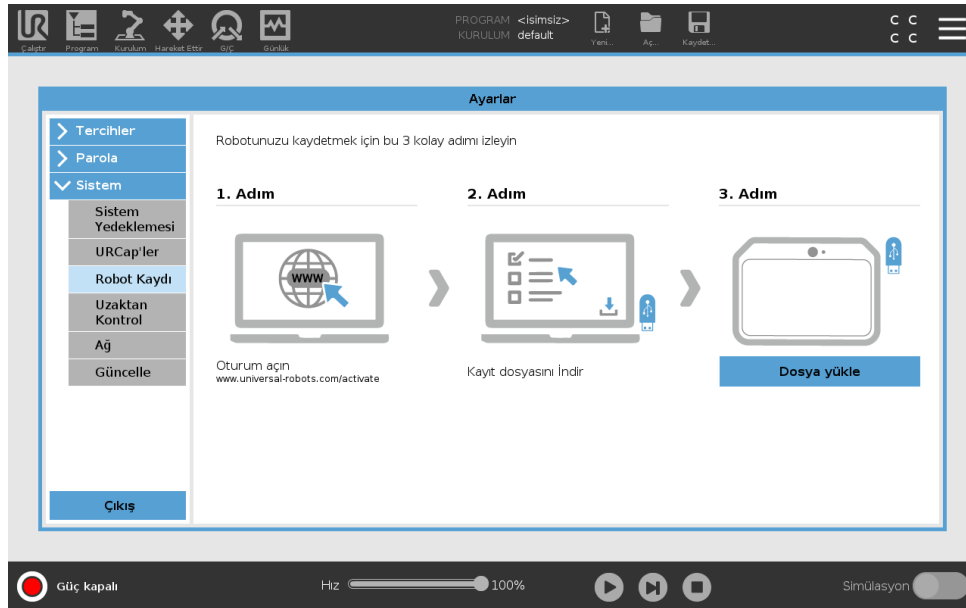 PROGRAM <isimsiz>
KURULUM default
C C
C C
Çalıştır Program Kurulum Hareket Ettir G/Ç Günlük Yeni... Aç... Kaydet...
Ayarlar
Tercihler
Parola
Sistem
Sistem
Yedeklemesi
URCap'ler
Robot Kaydı
Uzaktan
Kontrol
Ağ
Güncelle
Çıkış
Robotunuzu kaydetmek için bu 3 kolay adımı izleyin
1. Adım
WWW
Oturum açın
www.universal-robots.com/activate
2. Adım
Kayıt dosyasını İndir
3. Adım
Dosya yükle
Güç kapalı
Hız 100%
Simülasyon